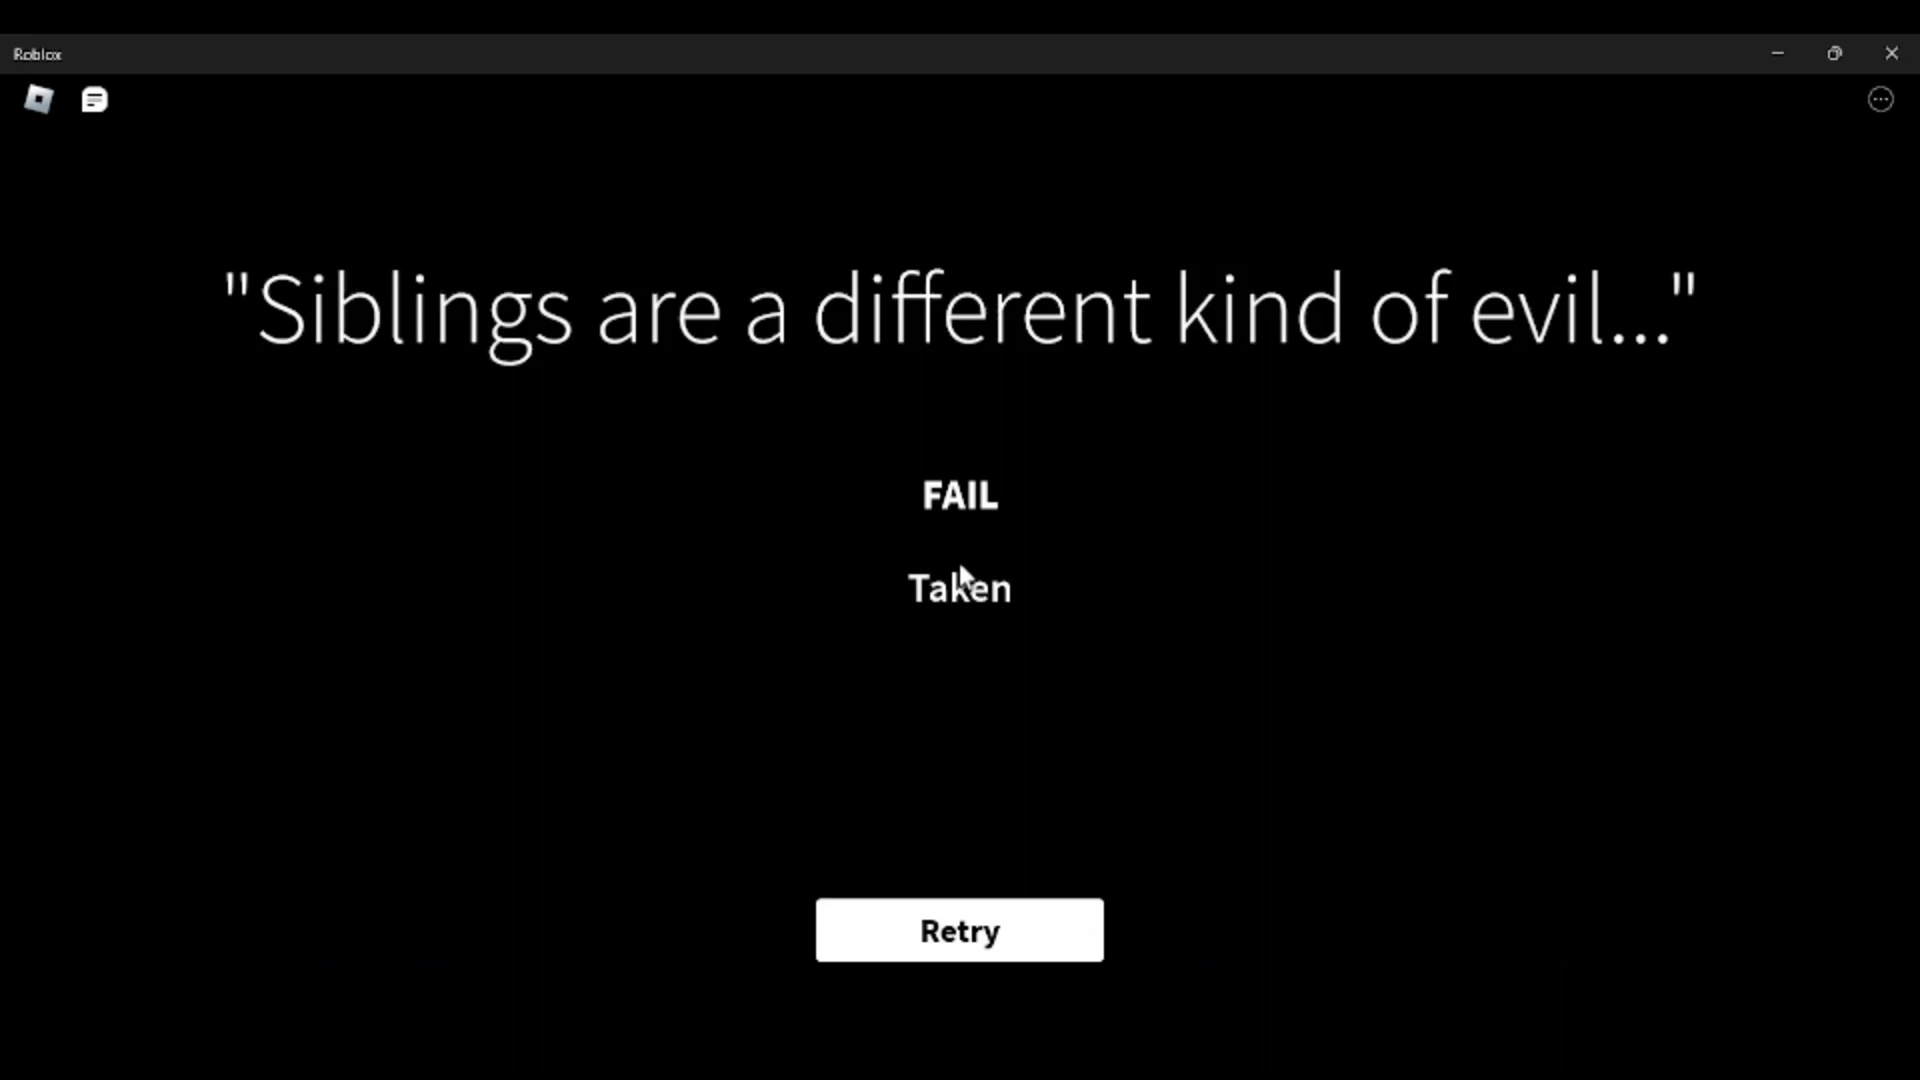 Roblox
"Siblings are a different kind of evil..."
FAIL
Taken
Retry